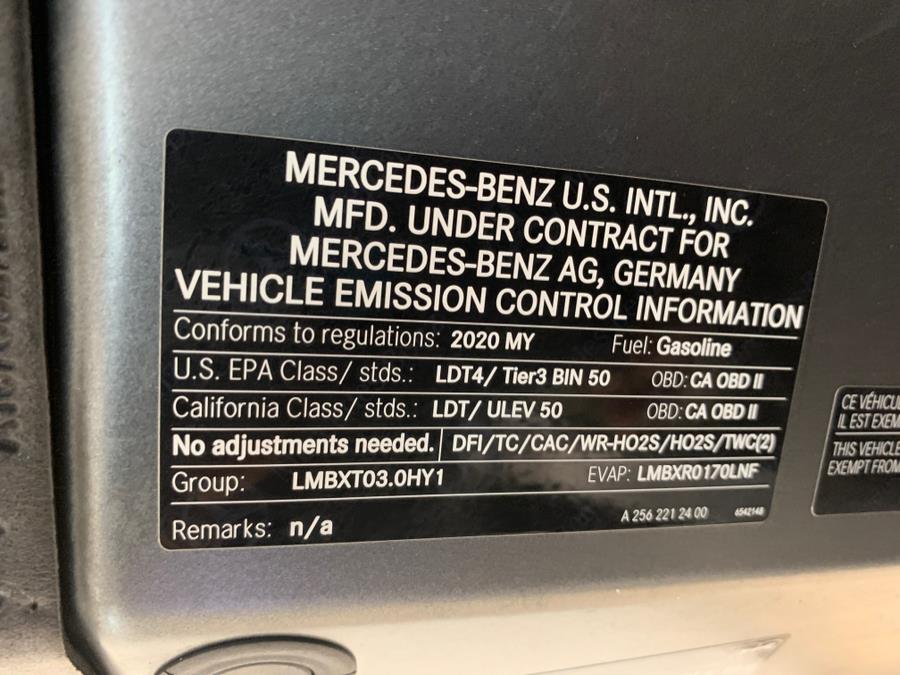 MERCEDES-BENZ U.S. INTL., INC.
MFD. UNDER CONTRACT FOR
MERCEDES-BENZ AG, GERMANY
VEHICLE EMISSION CONTROL INFORMATION
Conforms to regulations: 2020 MY Fuel: Gasoline
U.S. EPA Class/ stds.: LDT4/ Tier3 BIN 50 OBD: CA OBD II
California Class/ stds.: LDT/ ULEV 50 OBD: CA OBD II
No adjustments needed. DFI/TC/CAC/WR-HO2S/HO2S/TWC(2)
Group: LMBXT03.0HY1 EVAP: LMBXR0170LNF
Remarks: n/a A 256 221 24 00 6542148
CE VÉHICU
IL EST EXEM
THIS VEHICLE
EXEMPT FROM